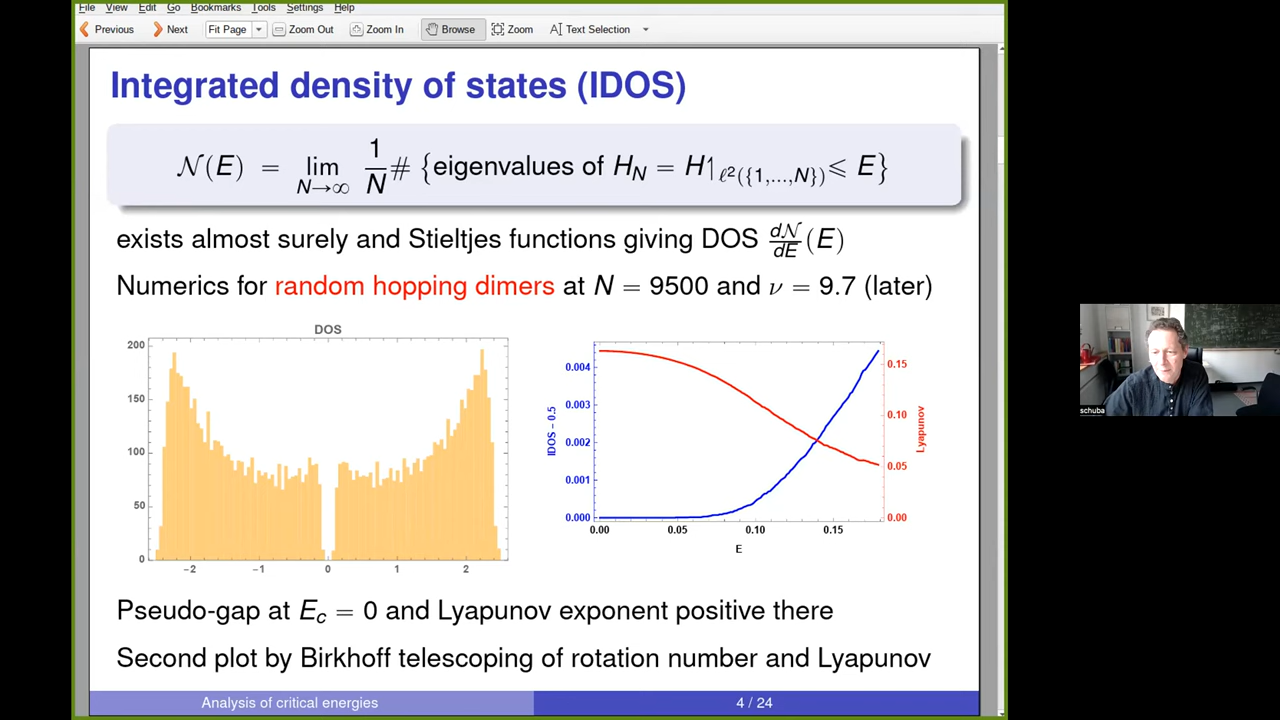 File Edit View Go Bookmarks Tools Settings Help
Previous Next Fit Page Zoom Out Zoom In Browse Zoom Text Selection
Integrated density of states (IDOS)
𝒩(E) = lim_{N→∞} 1/N # {eigenvalues of H_N = H↾_{ℓ²({1,...,N})} ⩽ E}
exists almost surely and Stieltjes functions giving DOS d𝒩/dE (E)
Numerics for random hopping dimers at N = 9500 and ν = 9.7 (later)
DOS
200
150
100
50
0
−2 −1 0 1 2
IDOS − 0.5
0.004
0.003
0.002
0.001
0.000
0.00 0.05 0.10 0.15
E
0.15
0.10
0.05
0.00
Lyapunov
Pseudo-gap at E_c = 0 and Lyapunov exponent positive there
Second plot by Birkhoff telescoping of rotation number and Lyapunov
Analysis of critical energies 4 / 24
schuba